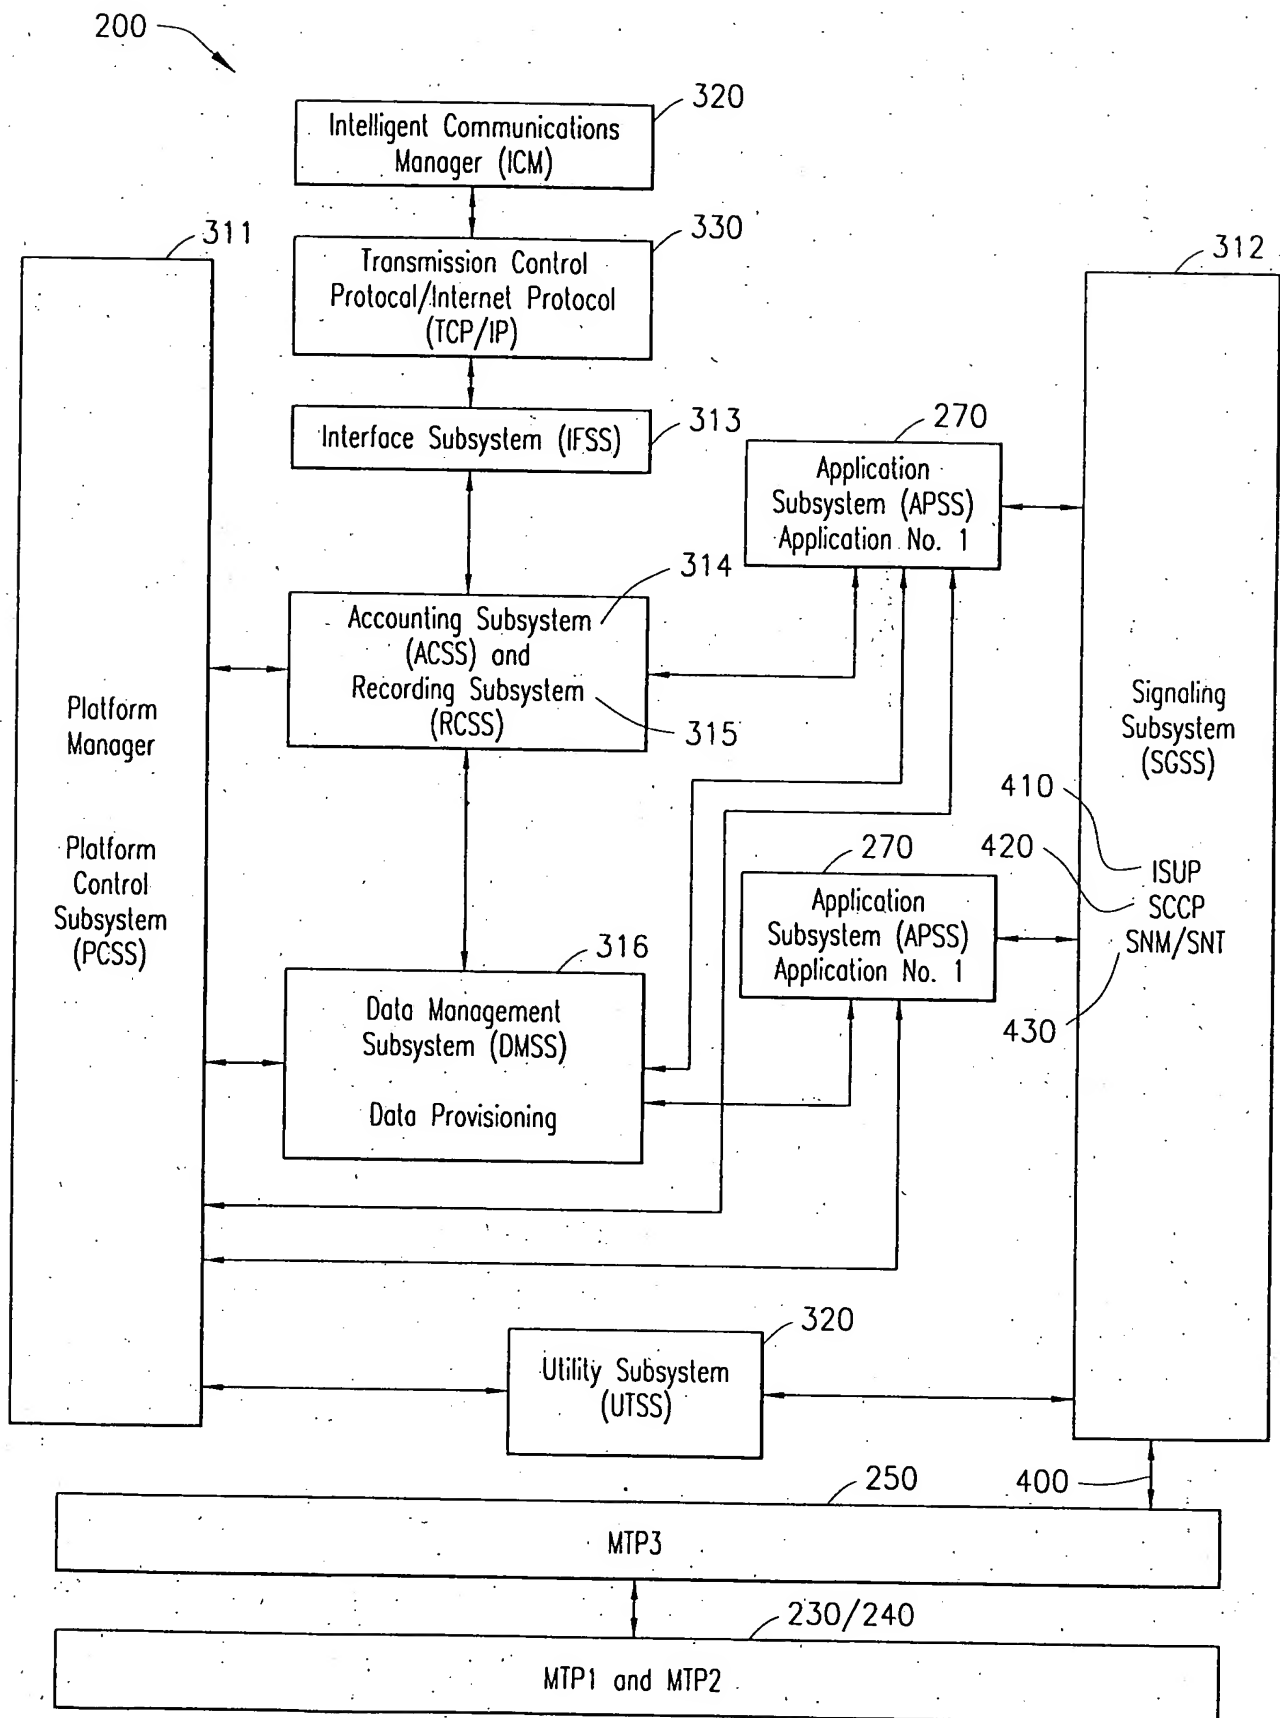 200
320
Intelligent Communications
Manager (ICM)
330
Transmission Control
Protocal/Internet Protocol
(TCP/IP)
311
312
313
Interface Subsystem (IFSS)
270
Application
Subsystem (APSS)
Application No. 1
314
Accounting Subsystem
(ACSS) and
Recording Subsystem
(RCSS)
315
Platform
Manager
Platform
Control
Subsystem
(PCSS)
Signaling
Subsystem
(SGSS)
410
420
ISUP
SCCP
SNM/SNT
430
270
Application
Subsystem (APSS)
Application No. 1
316
Data Management
Subsystem (DMSS)
Data Provisioning
320
Utility Subsystem
(UTSS)
400
250
MTP3
230/240
MTP1 and MTP2